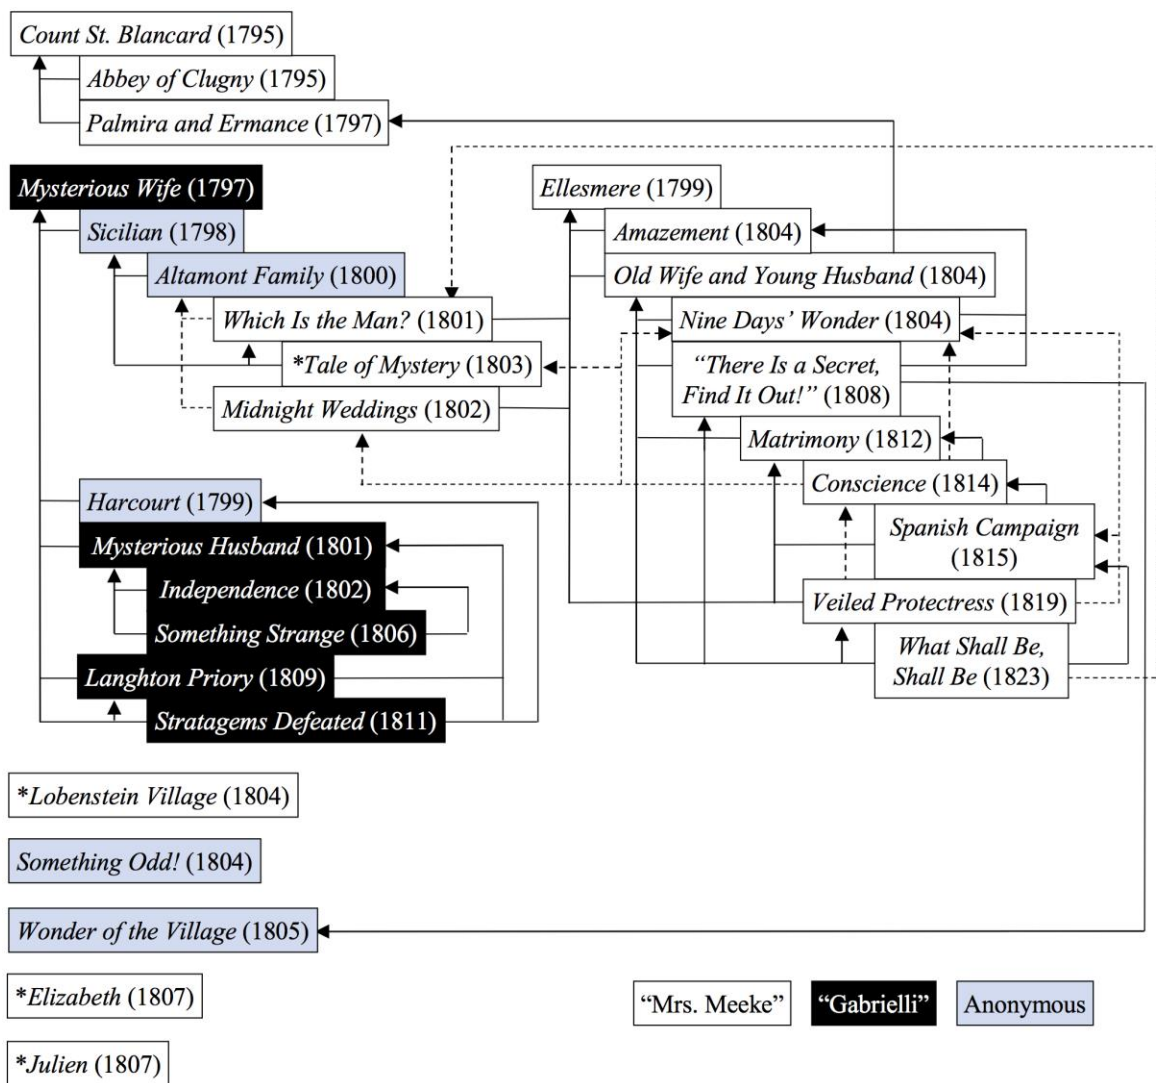 Count St. Blancard (1795)
Abbey of Clugny (1795)
Palmira and Ermance (1797)
Mysterious Wife (1797)
Sicilian (1798)
Altamont Family (1800)
Which Is the Man? (1801)
*Tale of Mystery (1803)
Midnight Weddings (1802)
Harcourt (1799)
Mysterious Husband (1801)
Independence (1802)
Something Strange (1806)
Langhton Priory (1809)
Stratagems Defeated (1811)
Ellesmere (1799)
Amazement (1804)
Old Wife and Young Husband (1804)
Nine Days’ Wonder (1804)
“There Is a Secret,
Find It Out!” (1808)
Matrimony (1812)
Conscience (1814)
Spanish Campaign
(1815)
Veiled Protectress (1819)
What Shall Be,
Shall Be (1823)
*Lobenstein Village (1804)
Something Odd! (1804)
Wonder of the Village (1805)
*Elizabeth (1807)
*Julien (1807)
“Mrs. Meeke”
“Gabrielli”
Anonymous